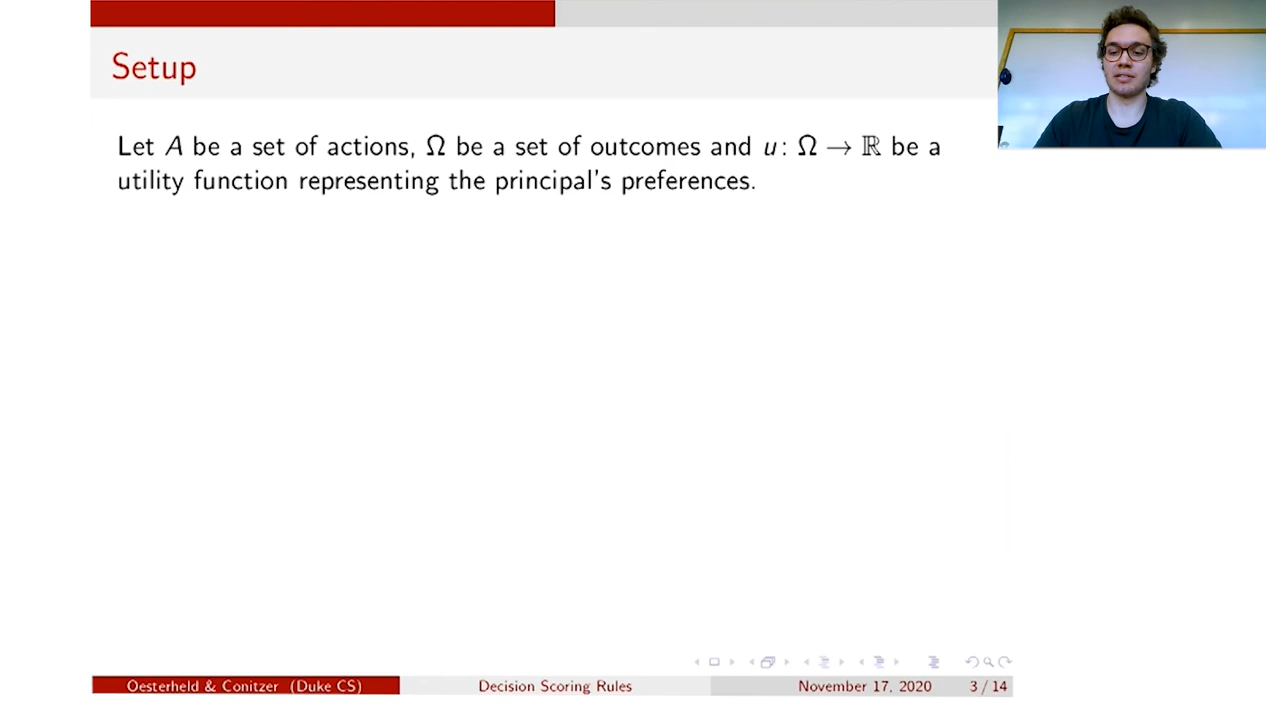 Setup
Let A be a set of actions, Ω be a set of outcomes and u: Ω → ℝ be a
utility function representing the principal's preferences.
Oesterheld & Conitzer (Duke CS) Decision Scoring Rules November 17, 2020 3 / 14